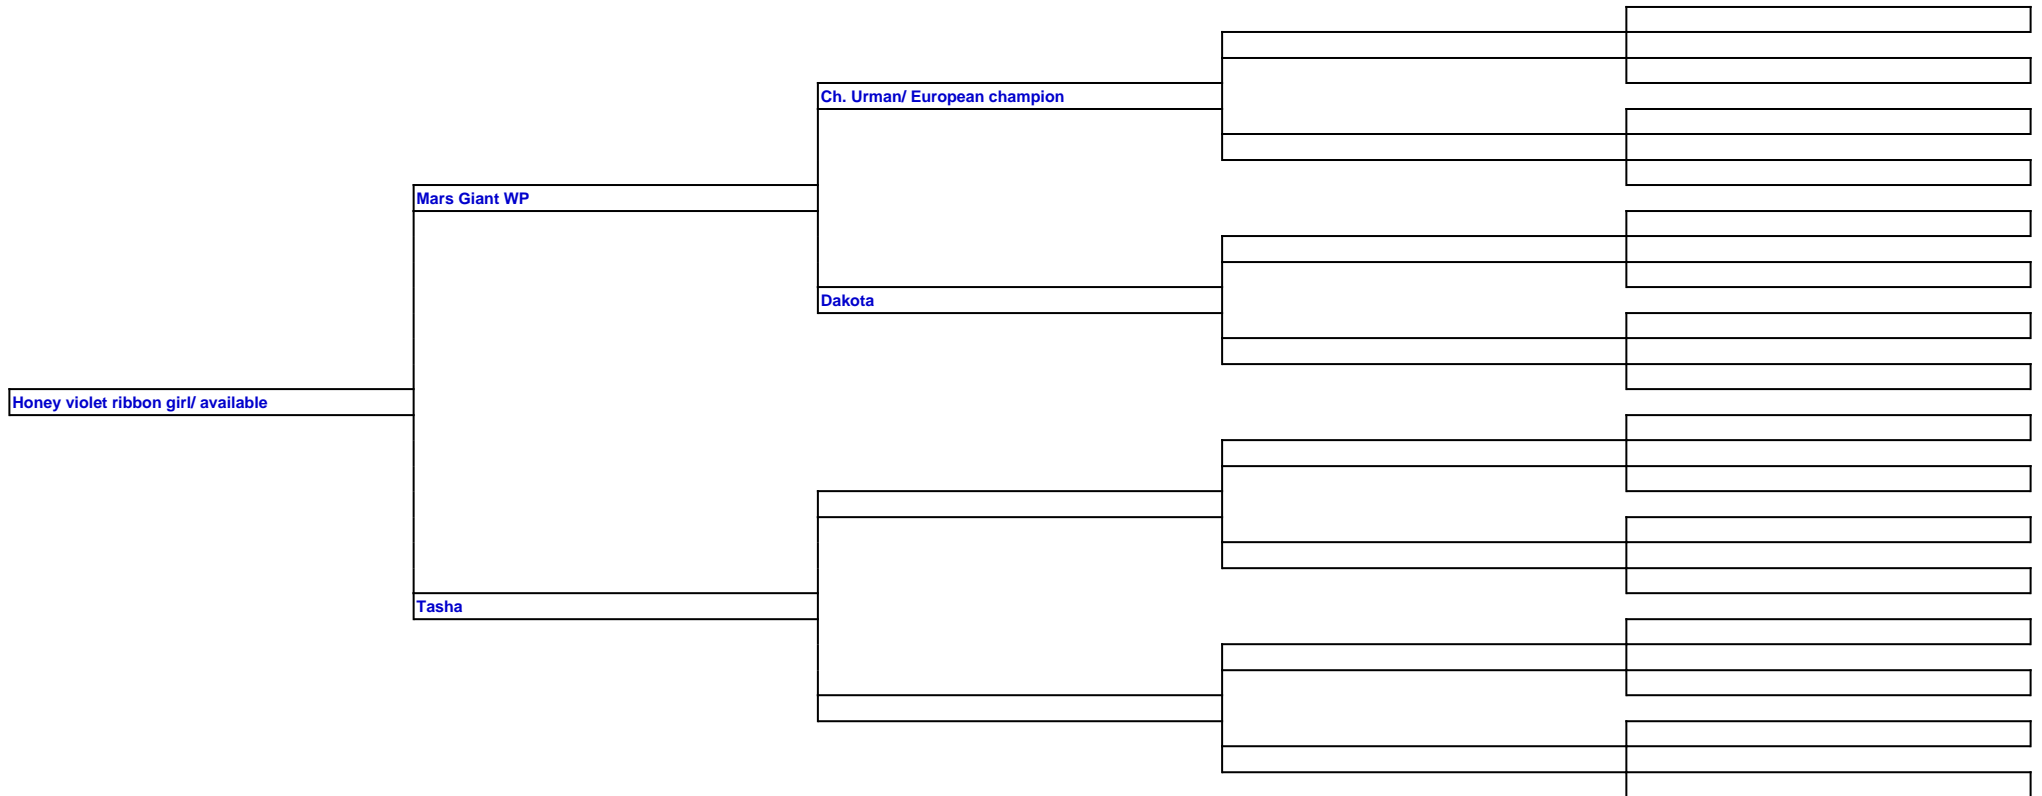 Ch. Urman/ European champion
Mars Giant WP
Dakota
Honey violet ribbon girl/ available
Tasha